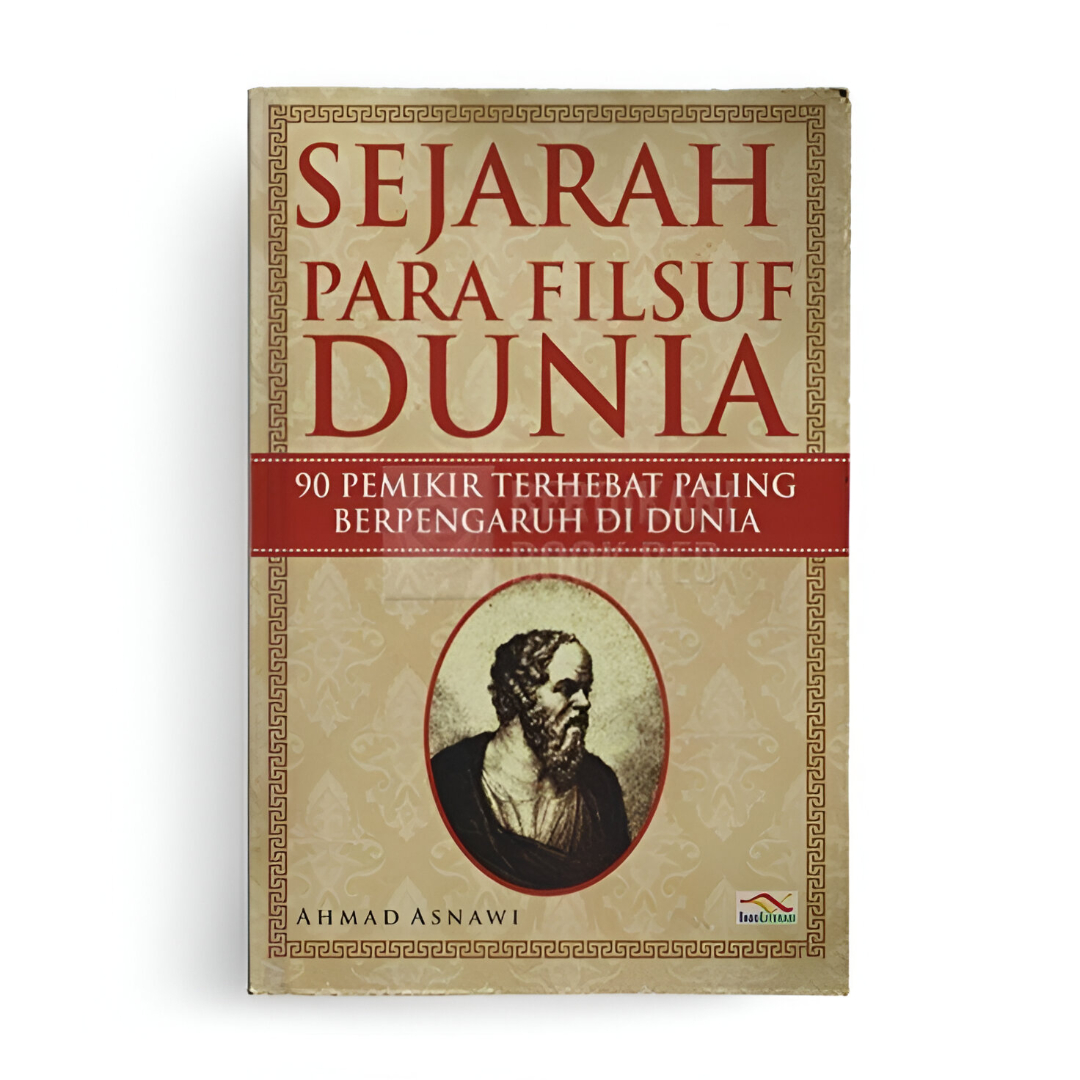 SEJARAH
PARA FILSUF
DUNIA
90 PEMIKIR TERHEBAT PALING
BERPENGARUH DI DUNIA
AHMAD ASNAWI